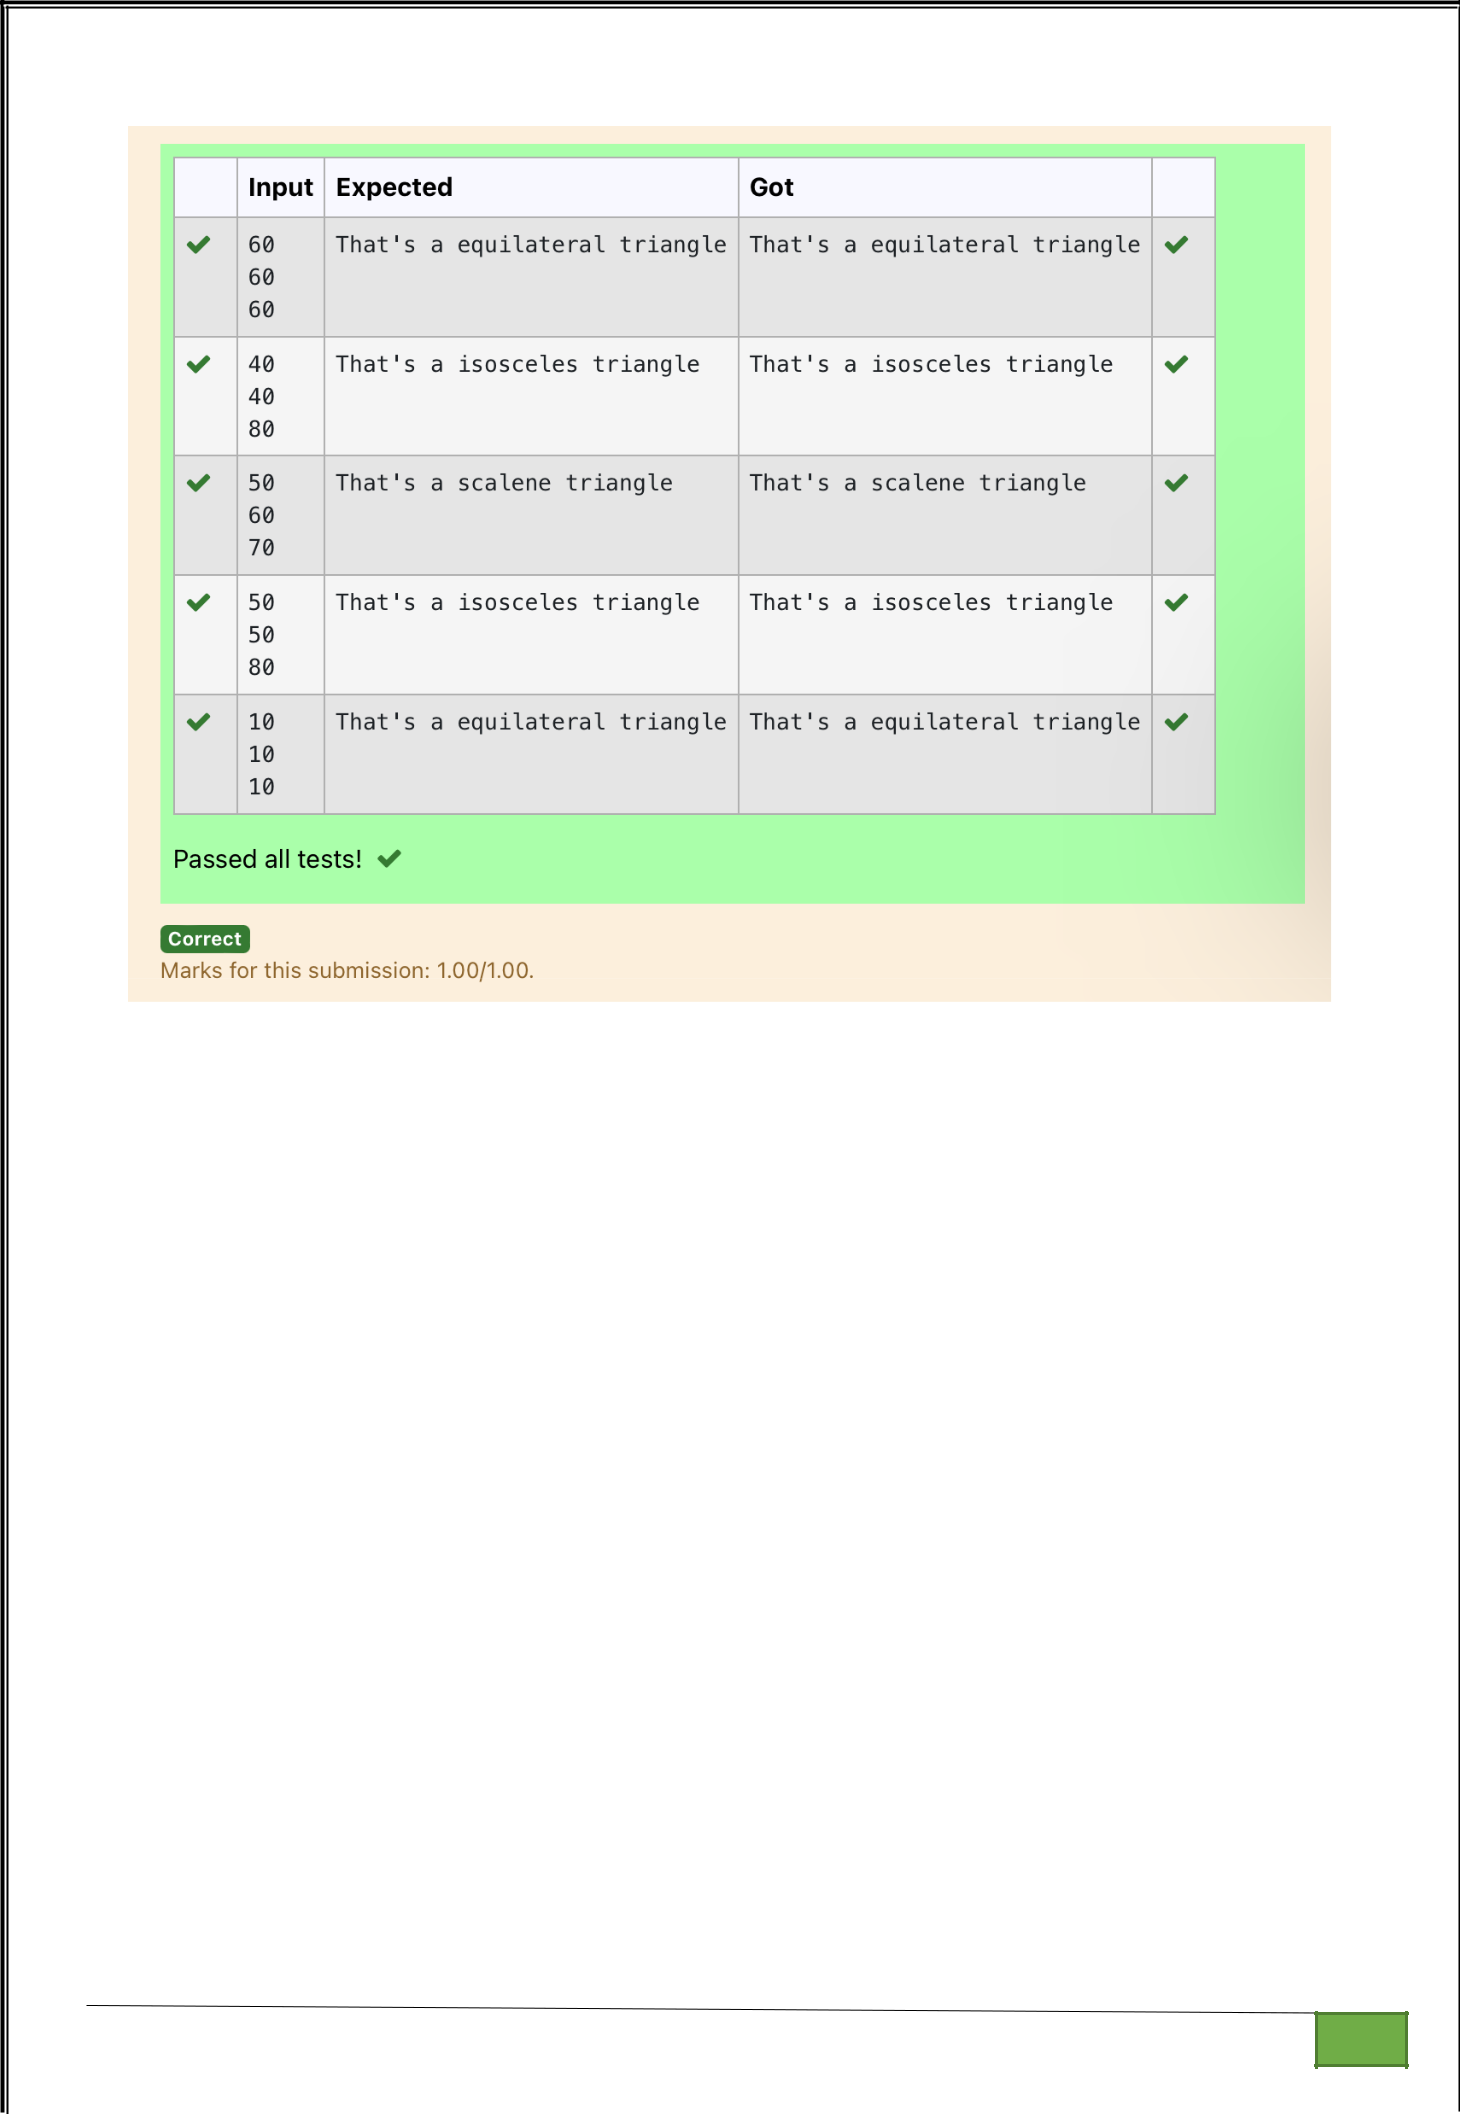 Input Expected Got
60 That's a equilateral triangle That's a equilateral triangle
60
60
40 That's a isosceles triangle That's a isosceles triangle
40
80
50 That's a scalene triangle That's a scalene triangle
60
70
50 That's a isosceles triangle That's a isosceles triangle
50
80
10 That's a equilateral triangle That's a equilateral triangle
10
10
Passed all tests!
Correct
Marks for this submission: 1.00/1.00.